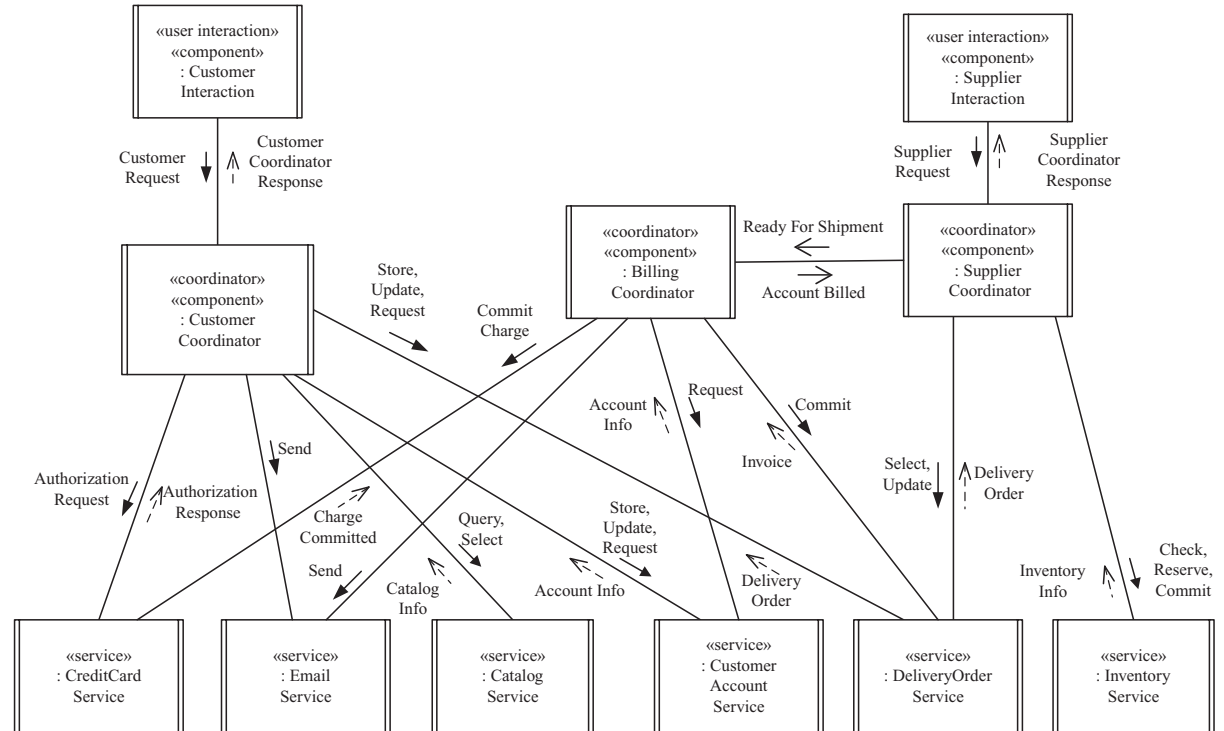 «user interaction»
«component»
: Customer
Interaction
«user interaction»
«component»
: Supplier
Interaction
Customer
Request
Customer
Coordinator
Response
Supplier
Request
Supplier
Coordinator
Response
«coordinator»
«component»
: Customer
Coordinator
«coordinator»
«component»
: Billing
Coordinator
Ready For Shipment
Account Billed
«coordinator»
«component»
: Supplier
Coordinator
Store,
Update,
Request
Commit
Charge
Account
Info
Request
Commit
Invoice
Select,
Update
Delivery
Order
Authorization
Request
Authorization
Response
Send
Charge
Committed
Query,
Select
Store,
Update,
Request
Send
Catalog
Info
Account Info
Delivery
Order
Inventory
Info
Check,
Reserve,
Commit
«service»
: CreditCard
Service
«service»
: Email
Service
«service»
: Catalog
Service
«service»
: Customer
Account
Service
«service»
: DeliveryOrder
Service
«service»
: Inventory
Service